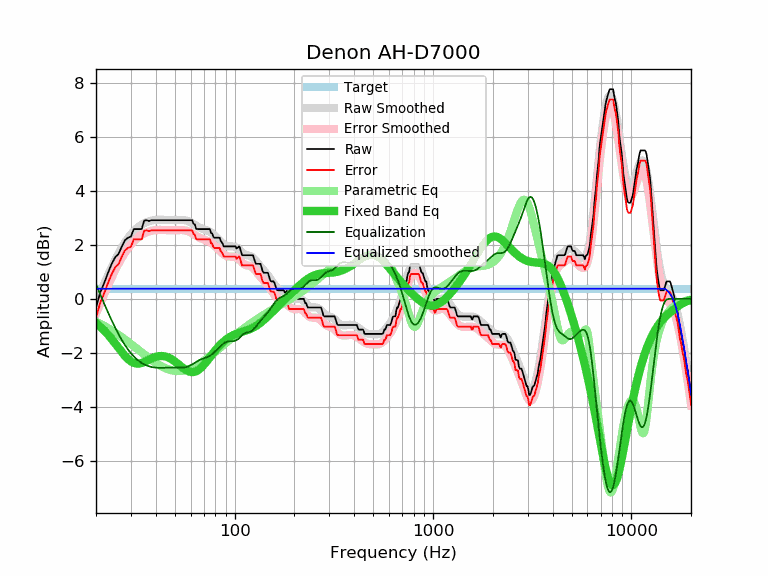 Denon AH-D7000
Target
Raw Smoothed
Error Smoothed
Raw
Error
Parametric Eq
Fixed Band Eq
Equalization
Equalized smoothed
8
6
4
2
0
−2
−4
−6
Amplitude (dBr)
100 1000 10000
Frequency (Hz)